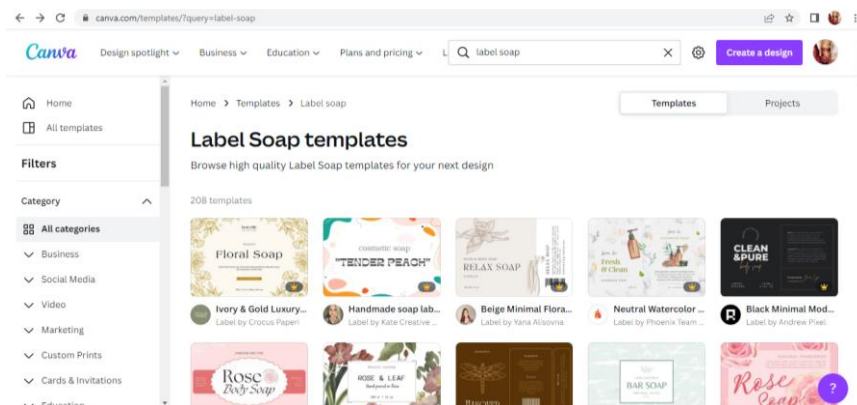 canva.com/templates/?query=label-soap
Canva
Design spotlight
Business
Education
Plans and pricing
L
label soap
Create a design
Home
All templates
Filters
Category
All categories
Business
Social Media
Video
Marketing
Custom Prints
Cards & Invitations
Education
Home > Templates > Label soap
Templates
Projects
Label Soap templates
Browse high quality Label Soap templates for your next design
208 templates
Floral Soap
cosmetic soap
"TENDER PEACH"
RELAX SOAP
Fresh
& Clean
CLEAN
&PURE
body soap
Ivory & Gold Luxury...
Label by Crocus Paperi
Handmade soap lab...
Label by Kate Creative ...
Beige Minimal Flora...
Label by Yana Alisovna
Neutral Watercolor ...
Label by Phoenix Team ...
Black Minimal Mod...
Label by Andrew Pixel
Rose
Body Soap
ROSE & LEAF
BAR SOAP
Rose
Soap
?